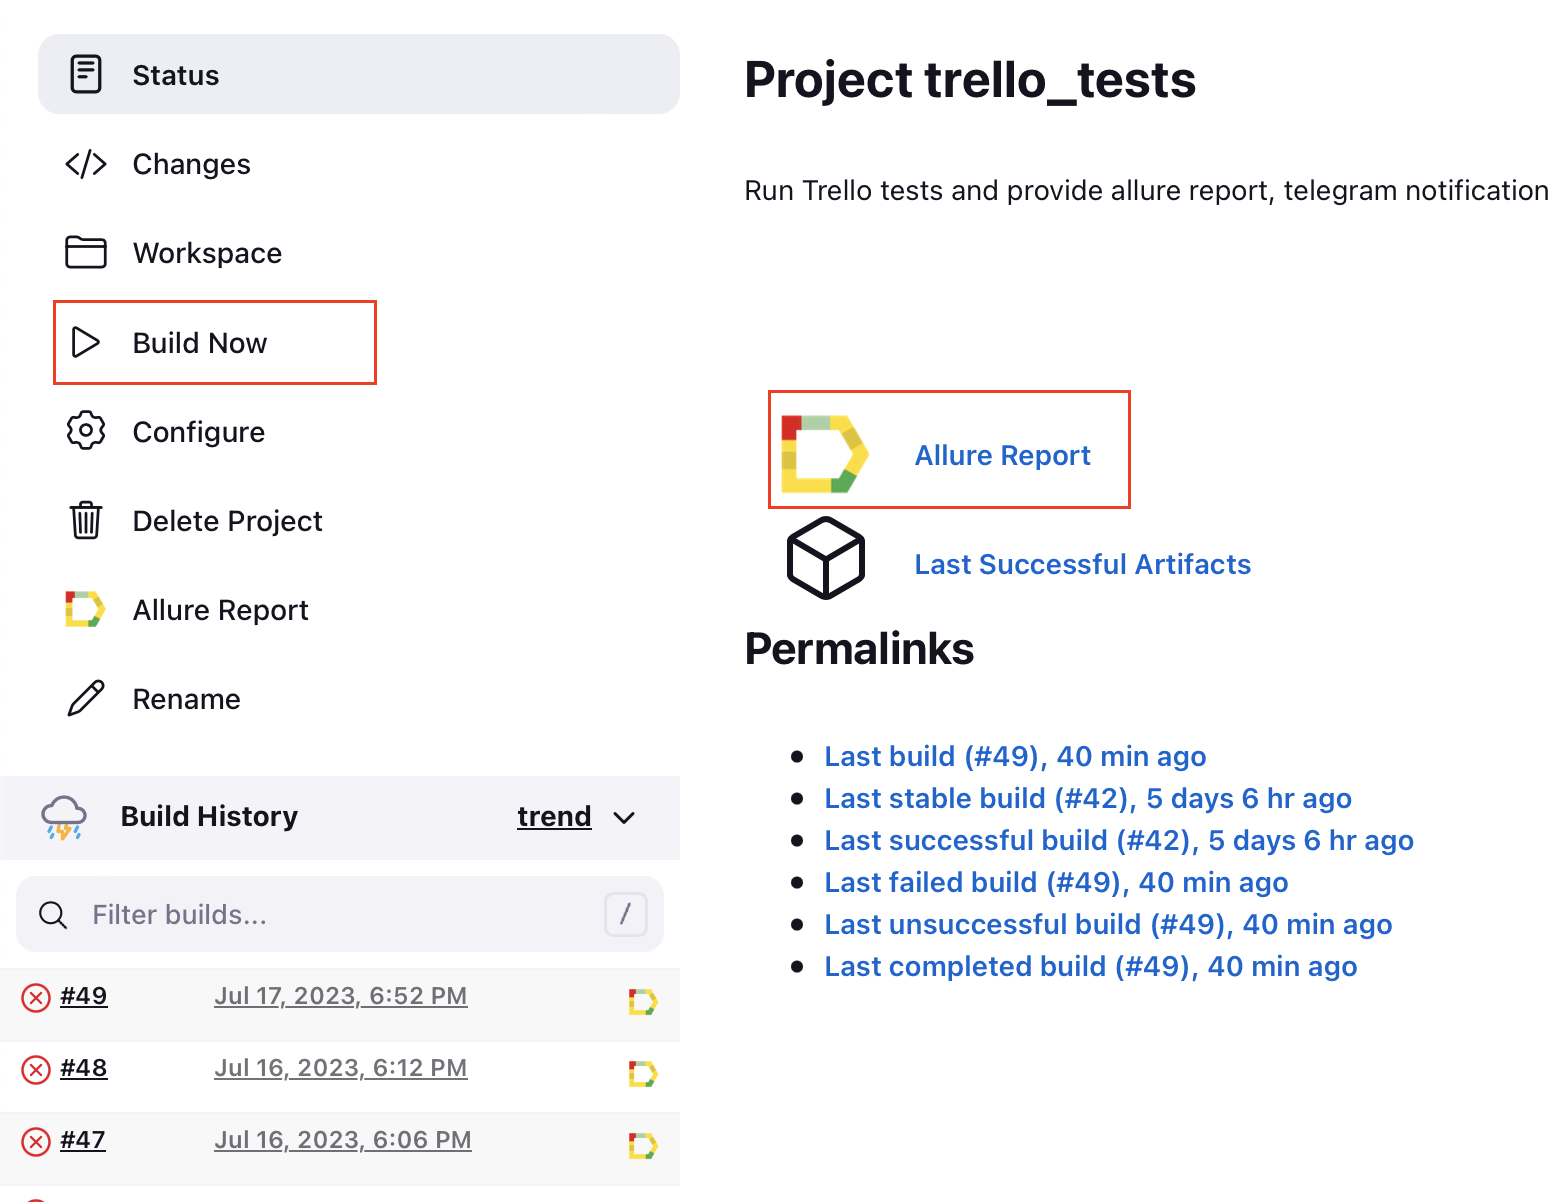 Status
Changes
Workspace
Build Now
Configure
Delete Project
Allure Report
Rename
Build History trend
Filter builds... /
#49 Jul 17, 2023, 6:52 PM
#48 Jul 16, 2023, 6:12 PM
#47 Jul 16, 2023, 6:06 PM
Project trello_tests
Run Trello tests and provide allure report, telegram notification
Allure Report
Last Successful Artifacts
Permalinks
Last build (#49), 40 min ago
Last stable build (#42), 5 days 6 hr ago
Last successful build (#42), 5 days 6 hr ago
Last failed build (#49), 40 min ago
Last unsuccessful build (#49), 40 min ago
Last completed build (#49), 40 min ago